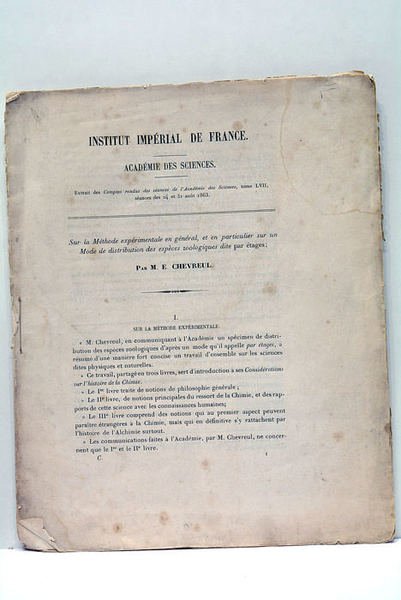 INSTITUT IMPÉRIAL DE FRANCE.
ACADÉMIE DES SCIENCES.
Extrait des Comptes rendus des séances de l'Académie des Sciences, tome LVII,
séances des 24 et 31 août 1863.
Sur la Méthode expérimentale en général, et en particulier sur un
Mode de distribution des espèces zoologiques dite par étages;
PAR M. E. CHEVREUL.
I.
SUR LA MÉTHODE EXPÉRIMENTALE.
« M. Chevreul, en communiquant à l'Académie un spécimen de distri-
bution des espèces zoologiques d'après un mode qu'il appelle par étages, a
résumé d'une manière fort concise un travail d'ensemble sur les sciences
dites physiques et naturelles.
» Ce travail, partagé en trois livres, sert d'introduction à ses Considérations
sur l'histoire de la Chimie.
» Le Ier livre traite de notions de philosophie générale;
» Le IIe livre, de notions principales du ressort de la Chimie, et des rap-
ports de cette science avec les connaissances humaines;
» Le IIIe livre comprend des notions qui au premier aspect peuvent
paraître étrangères à la Chimie, mais qui en définitive s'y rattachent par
l'histoire de l'Alchimie surtout.
» Les communications faites à l'Académie, par M. Chevreul, ne concer-
nent que le Ier et le IIe livre.
C. 1